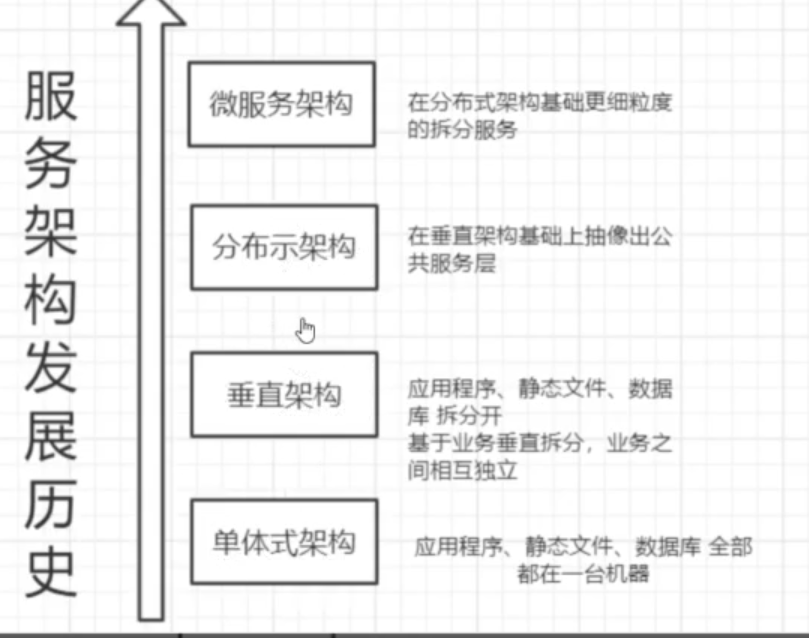 服务架构发展历史
微服务架构
在分布式架构基础更细粒度
的拆分服务
分布示架构
在垂直架构基础上抽像出公
共服务层
垂直架构
应用程序、静态文件、数据
库 拆分开
基于业务垂直拆分，业务之
间相互独立
单体式架构
应用程序、静态文件、数据库 全部
都在一台机器